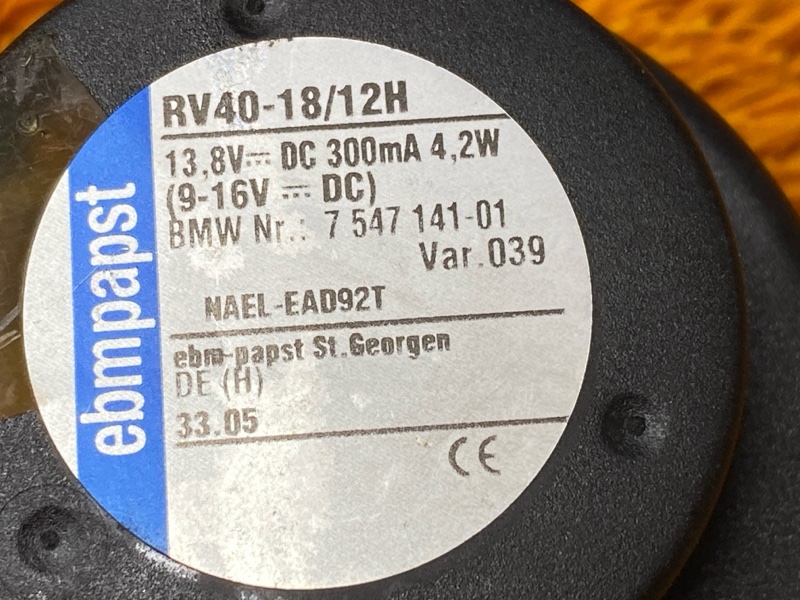 ebmpapst
RV40-18/12H
13,8V⎓ DC 300mA 4,2W
(9-16V ⎓ DC)
BMW Nr.: 7 547 141-01
Var.039
NAEL-EAD92T
ebm-papst St.Georgen
DE (H)
33.05
CE